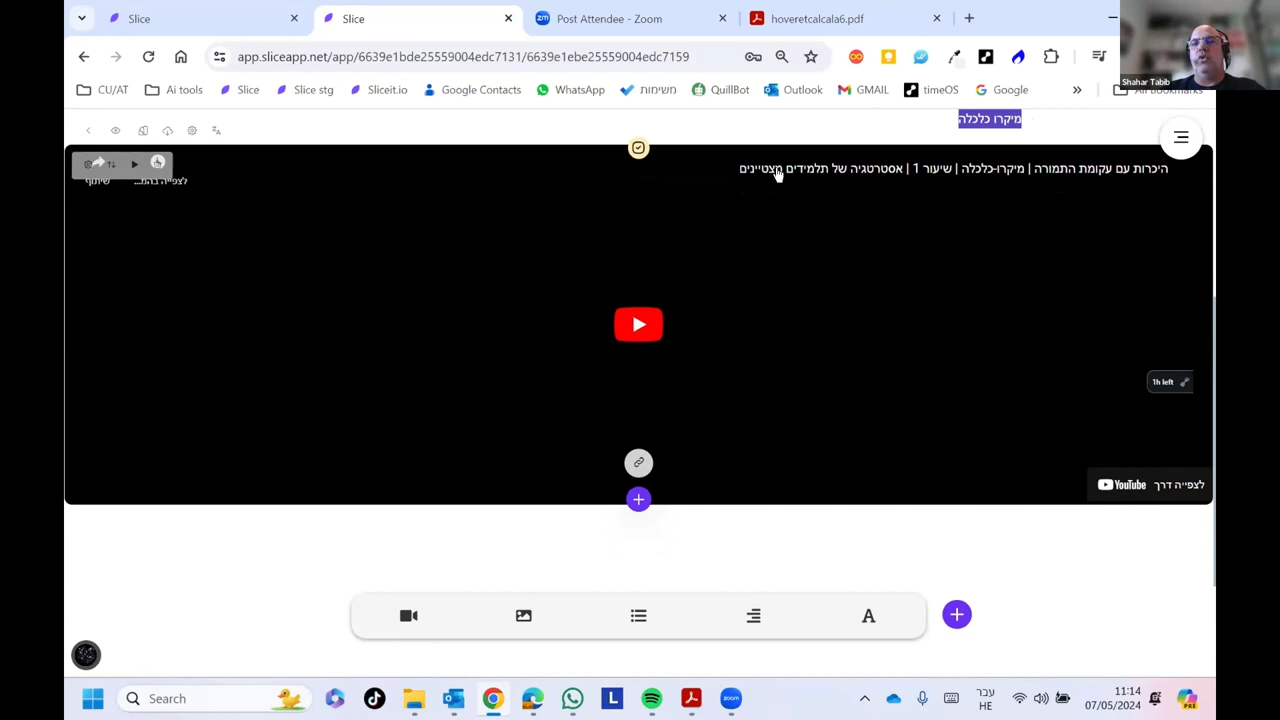 Slice
Slice
Post Attendee - Zoom
hoveretcalcala6.pdf
app.sliceapp.net/app/6639e1bde25559004edc7131/6639e1ebe25559004edc7159
Shahar Tabib
CU/AT
Ai tools
Slice
Slice stg
Sliceit.io
Google Contacts
WhatsApp
משימות
QuillBot
Outlook
GMAIL
timeOS
Google
All Bookmarks
מיקרו כלכלה
היכרות עם עקומת התמורה | מיקרו-כלכלה | שיעור 1 | אסטרטגיה של תלמידים מצטיינים
לצפייה בהמ...
שיתוף
1h left
לצפייה דרך YouTube
A
Search
עבר
HE
11:14
07/05/2024
PRE